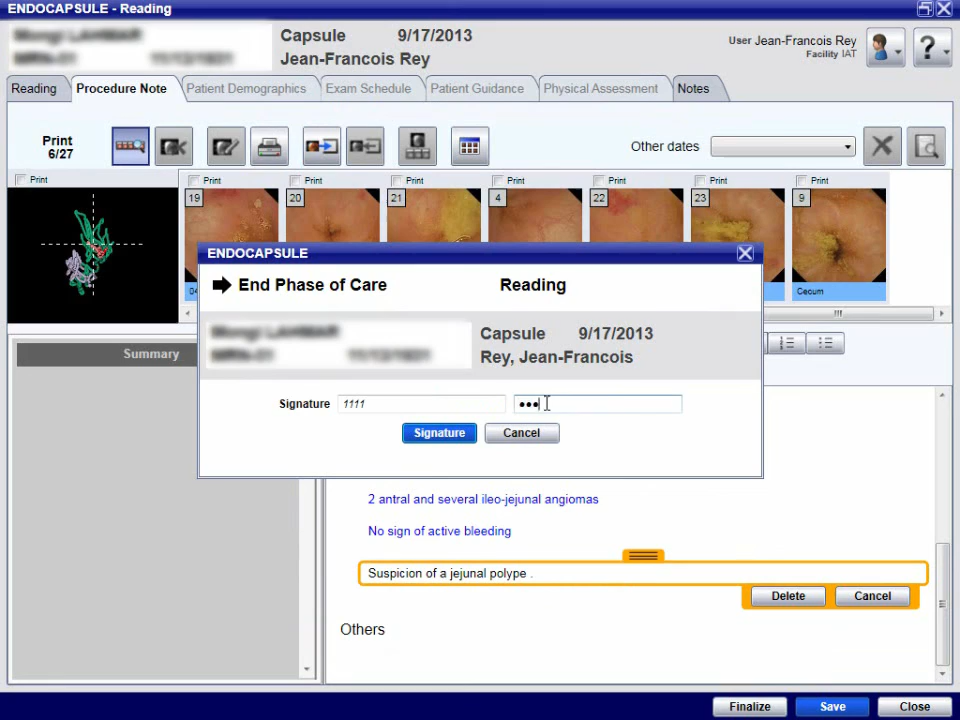 ENDOCAPSULE - Reading
Capsule 9/17/2013
Jean-Francois Rey
User Jean-Francois Rey
Facility IAT
?
Reading
Procedure Note
Patient Demographics
Exam Schedule
Patient Guidance
Physical Assessment
Notes
Print
6/27
Other dates
Print
Print
Print
Print
Print
Print
Print
Print
19
20
21
4
22
23
9
Cecum
ENDOCAPSULE
End Phase of Care
Reading
Capsule 9/17/2013
Rey, Jean-Francois
Signature
1111
Signature
Cancel
Summary
2 antral and several ileo-jejunal angiomas
No sign of active bleeding
Suspicion of a jejunal polype .
Delete
Cancel
Others
Finalize
Save
Close